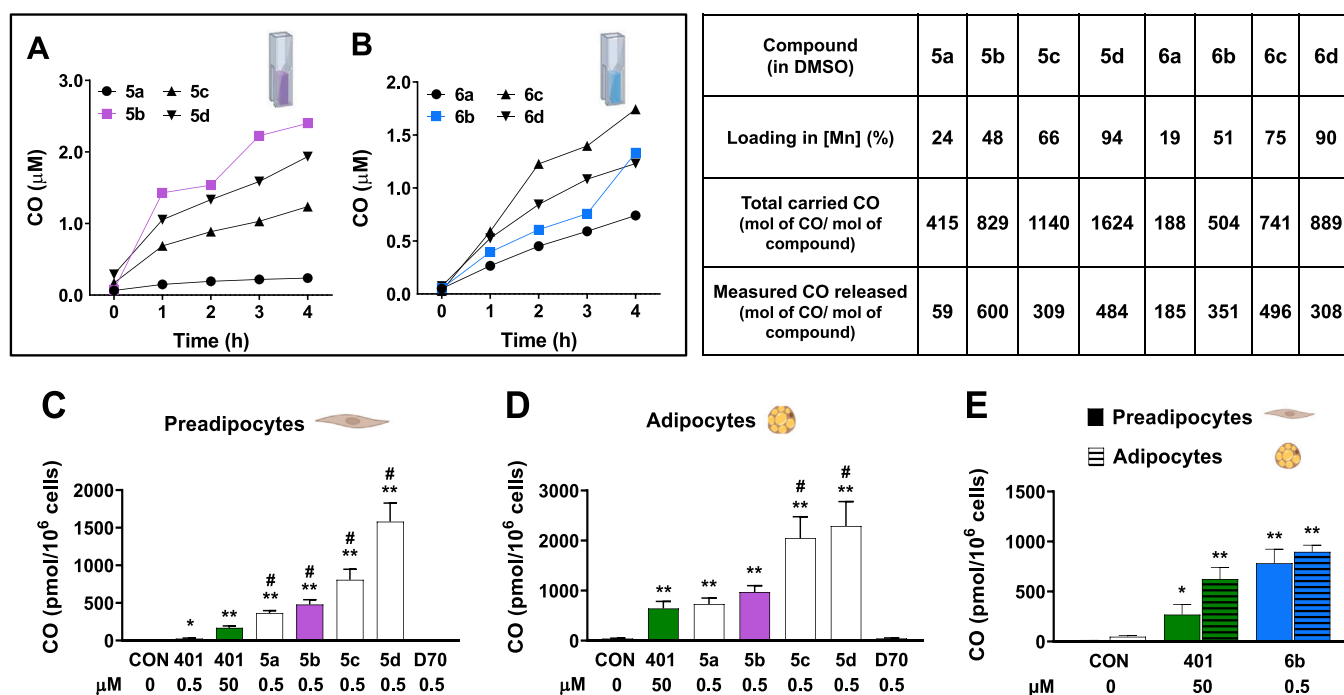 A
CO (μM)
3.0
2.0
1.0
0.0
5a 5c
5b 5d
0 1 2 3 4
Time (h)
B
CO (μM)
2.0
1.5
1.0
0.5
0.0
6a 6c
6b 6d
0 1 2 3 4
Time (h)
Compound
(in DMSO)
5a 5b 5c 5d 6a 6b 6c 6d
Loading in [Mn] (%)
24 48 66 94 19 51 75 90
Total carried CO
(mol of CO/ mol of
compound)
415 829 1140 1624 188 504 741 889
Measured CO released
(mol of CO/ mol of
compound)
59 600 309 484 185 351 496 308
C
Preadipocytes
CO (pmol/10⁶ cells)
2000
1500
1000
500
0
* ** # ** # ** # ** # **
CON 401 401 5a 5b 5c 5d D70
μM 0 0.5 50 0.5 0.5 0.5 0.5 0.5
D
Adipocytes
CO (pmol/10⁶ cells)
3000
2000
1000
0
** ** ** # ** # **
CON 401 5a 5b 5c 5d D70
μM 0 50 0.5 0.5 0.5 0.5 0.5
E
Preadipocytes
Adipocytes
CO (pmol/10⁶ cells)
1500
1000
500
0
* ** ** **
CON 401 6b
μM 0 50 0.5